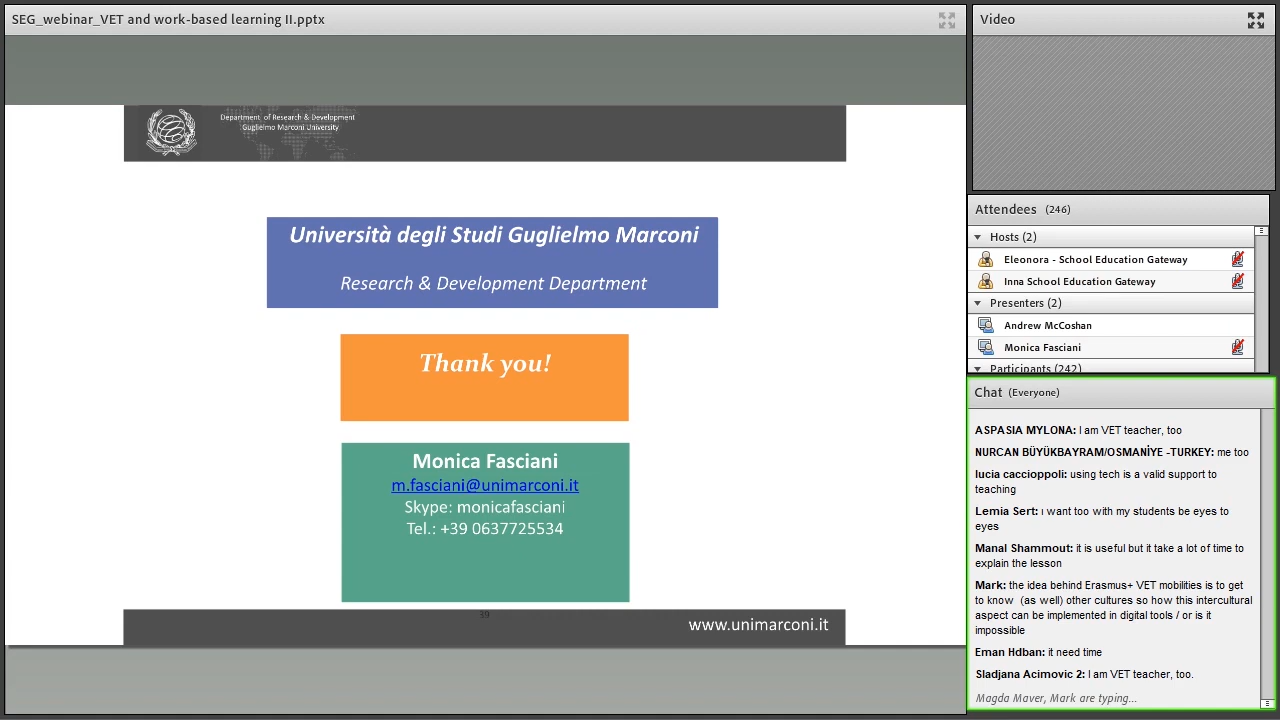 SEG_webinar_VET and work-based learning II.pptx
Department of Research & Development
Guglielmo Marconi University
Università degli Studi Guglielmo Marconi
Research & Development Department
Thank you!
Monica Fasciani
m.fasciani@unimarconi.it
Skype: monicafasciani
Tel.: +39 0637725534
39
www.unimarconi.it
Video
Attendees (246)
Hosts (2)
Eleonora - School Education Gateway
Inna School Education Gateway
Presenters (2)
Andrew McCoshan
Monica Fasciani
Participants (242)
Chat (Everyone)
ASPASIA MYLONA: I am VET teacher, too
NURCAN BÜYÜKBAYRAM/OSMANİYE -TURKEY: me too
lucia caccioppoli: using tech is a valid support to
teaching
Lemia Sert: ı want too with my students be eyes to
eyes
Manal Shammout: it is useful but it take a lot of time to
explain the lesson
Mark: the idea behind Erasmus+ VET mobilities is to get
to know (as well) other cultures so how this intercultural
aspect can be implemented in digital tools / or is it
impossible
Eman Hdban: it need time
Sladjana Acimovic 2: I am VET teacher, too.
Magda Maver, Mark are typing...